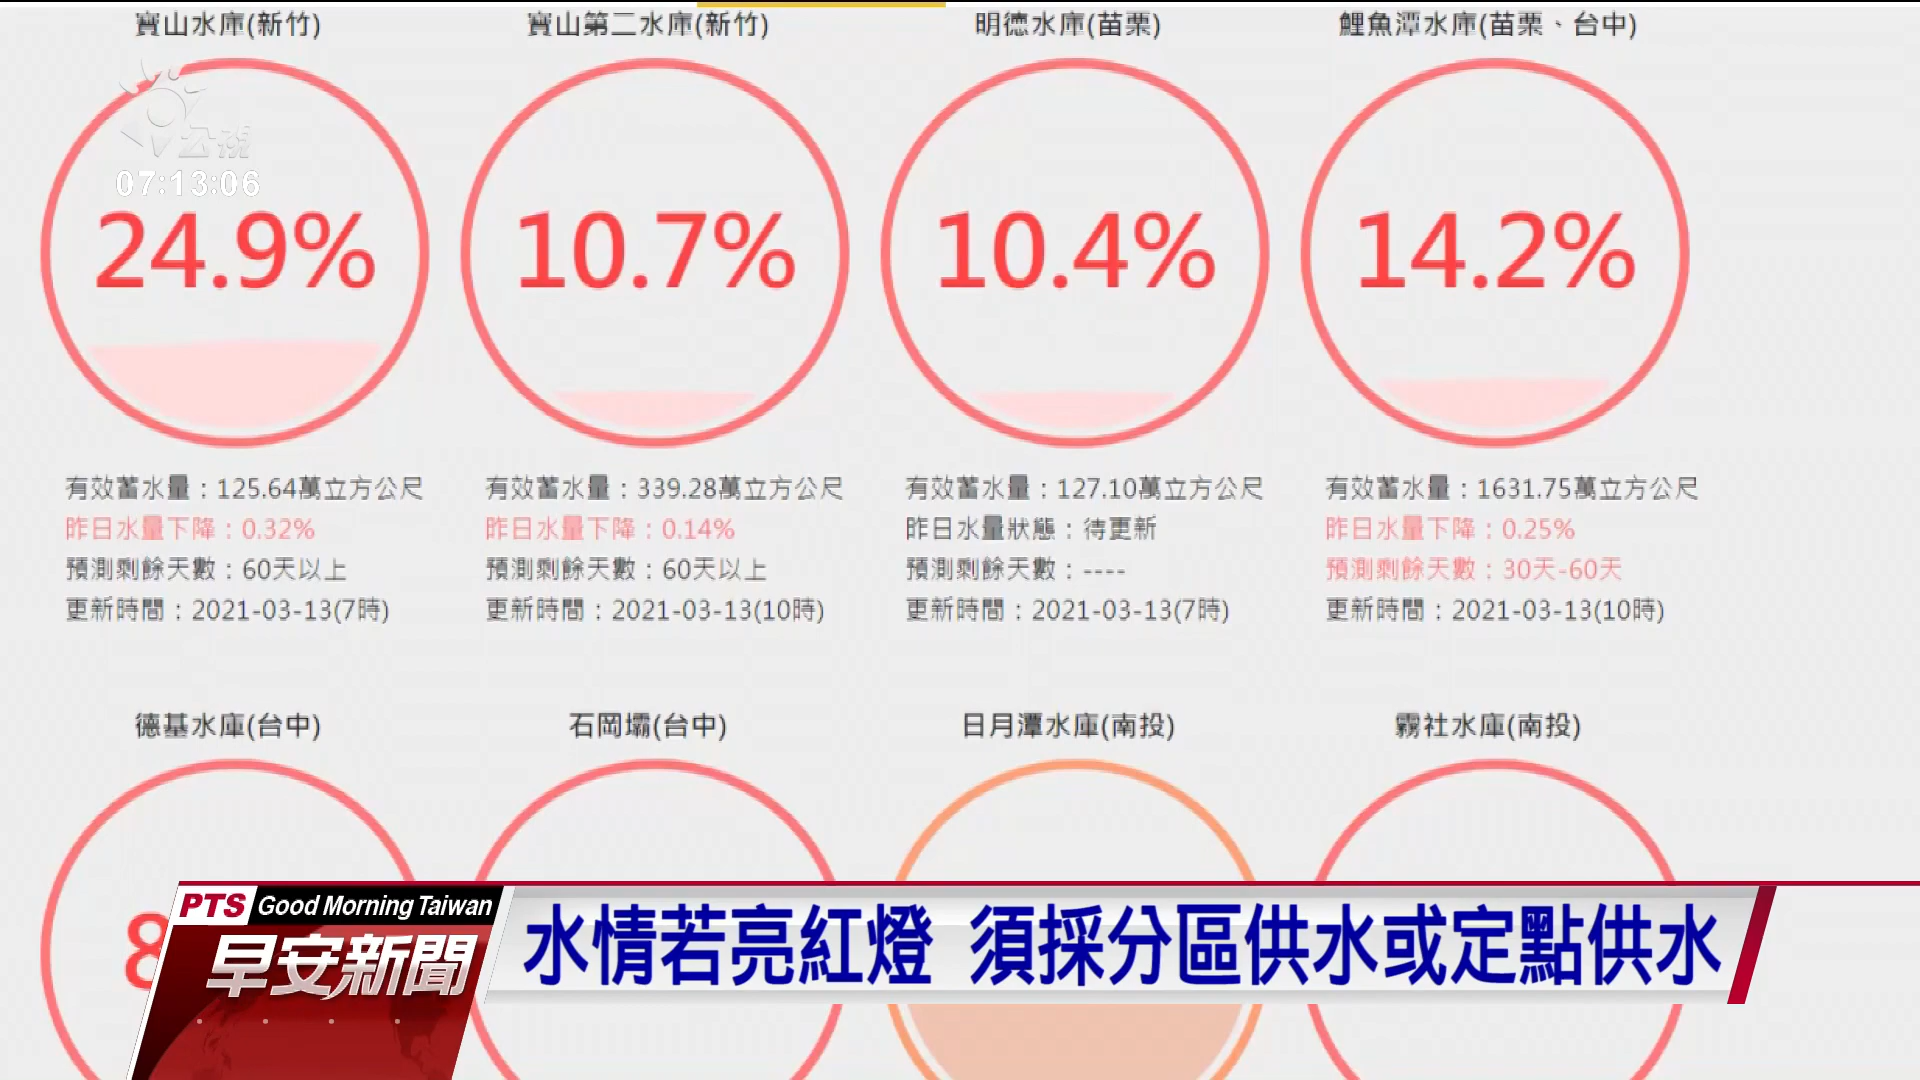 寶山水庫(新竹)
寶山第二水庫(新竹)
明德水庫(苗栗)
鯉魚潭水庫(苗栗、台中)
公視
07:13:06
24.9%
10.7%
10.4%
14.2%
有效蓄水量：125.64萬立方公尺
昨日水量下降：0.32%
預測剩餘天數：60天以上
更新時間：2021-03-13(7時)
有效蓄水量：339.28萬立方公尺
昨日水量下降：0.14%
預測剩餘天數：60天以上
更新時間：2021-03-13(10時)
有效蓄水量：127.10萬立方公尺
昨日水量狀態：待更新
預測剩餘天數：----
更新時間：2021-03-13(7時)
有效蓄水量：1631.75萬立方公尺
昨日水量下降：0.25%
預測剩餘天數：30天-60天
更新時間：2021-03-13(10時)
德基水庫(台中)
石岡壩(台中)
日月潭水庫(南投)
霧社水庫(南投)
PTS Good Morning Taiwan
早安新聞
水情若亮紅燈 須採分區供水或定點供水